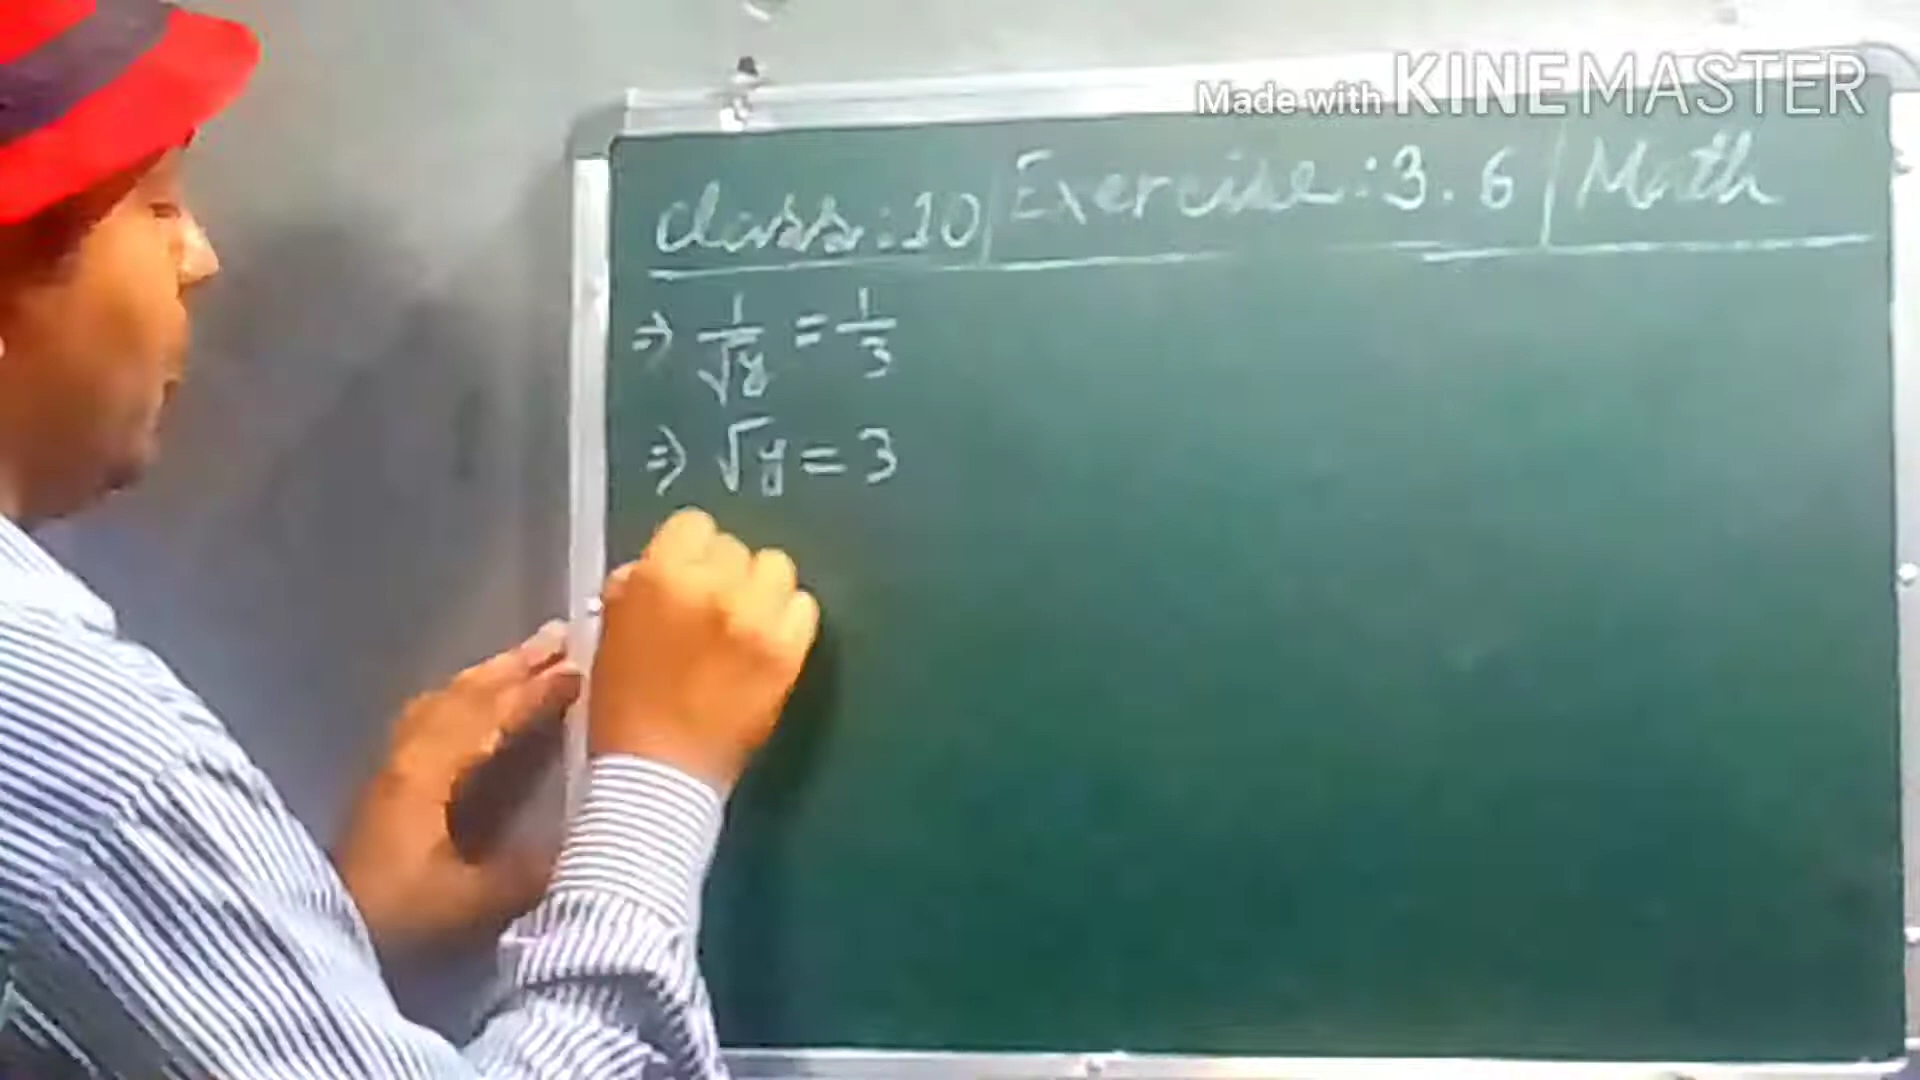 Made with KINEMASTER
Class:10 | Exercise:3.6 | Math
⇒ 1/√y = 1/3
⇒ √y = 3